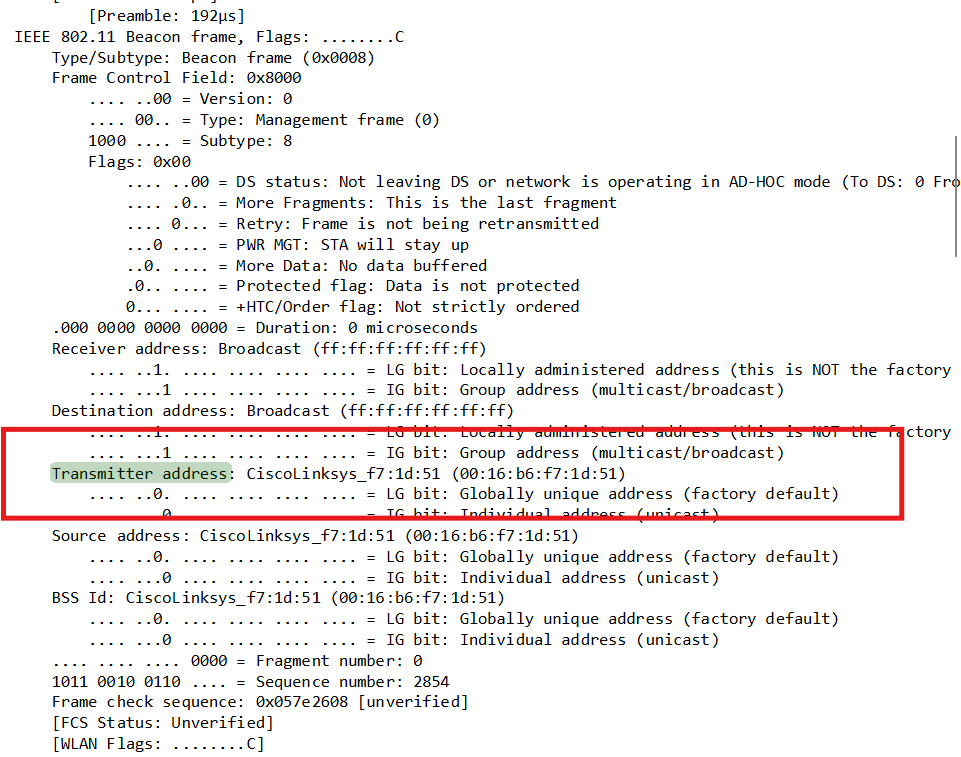 [Preamble: 192µs]
IEEE 802.11 Beacon frame, Flags: ........C
Type/Subtype: Beacon frame (0x0008)
Frame Control Field: 0x8000
.... ..00 = Version: 0
.... 00.. = Type: Management frame (0)
1000 .... = Subtype: 8
Flags: 0x00
.... ..00 = DS status: Not leaving DS or network is operating in AD-HOC mode (To DS: 0 Fro
.... .0.. = More Fragments: This is the last fragment
.... 0... = Retry: Frame is not being retransmitted
...0 .... = PWR MGT: STA will stay up
..0. .... = More Data: No data buffered
.0.. .... = Protected flag: Data is not protected
0... .... = +HTC/Order flag: Not strictly ordered
.000 0000 0000 0000 = Duration: 0 microseconds
Receiver address: Broadcast (ff:ff:ff:ff:ff:ff)
.... ..1. .... .... .... .... = LG bit: Locally administered address (this is NOT the factory
.... ...1 .... .... .... .... = IG bit: Group address (multicast/broadcast)
Destination address: Broadcast (ff:ff:ff:ff:ff:ff)
.... ..1. .... .... .... .... = LG bit: Locally administered address (this is NOT the factory
.... ...1 .... .... .... .... = IG bit: Group address (multicast/broadcast)
Transmitter address: CiscoLinksys_f7:1d:51 (00:16:b6:f7:1d:51)
.... ..0. .... .... .... .... = LG bit: Globally unique address (factory default)
.... ...0 .... .... .... .... = IG bit: Individual address (unicast)
Source address: CiscoLinksys_f7:1d:51 (00:16:b6:f7:1d:51)
.... ..0. .... .... .... .... = LG bit: Globally unique address (factory default)
.... ...0 .... .... .... .... = IG bit: Individual address (unicast)
BSS Id: CiscoLinksys_f7:1d:51 (00:16:b6:f7:1d:51)
.... ..0. .... .... .... .... = LG bit: Globally unique address (factory default)
.... ...0 .... .... .... .... = IG bit: Individual address (unicast)
.... .... .... 0000 = Fragment number: 0
1011 0010 0110 .... = Sequence number: 2854
Frame check sequence: 0x057e2608 [unverified]
[FCS Status: Unverified]
[WLAN Flags: ........C]